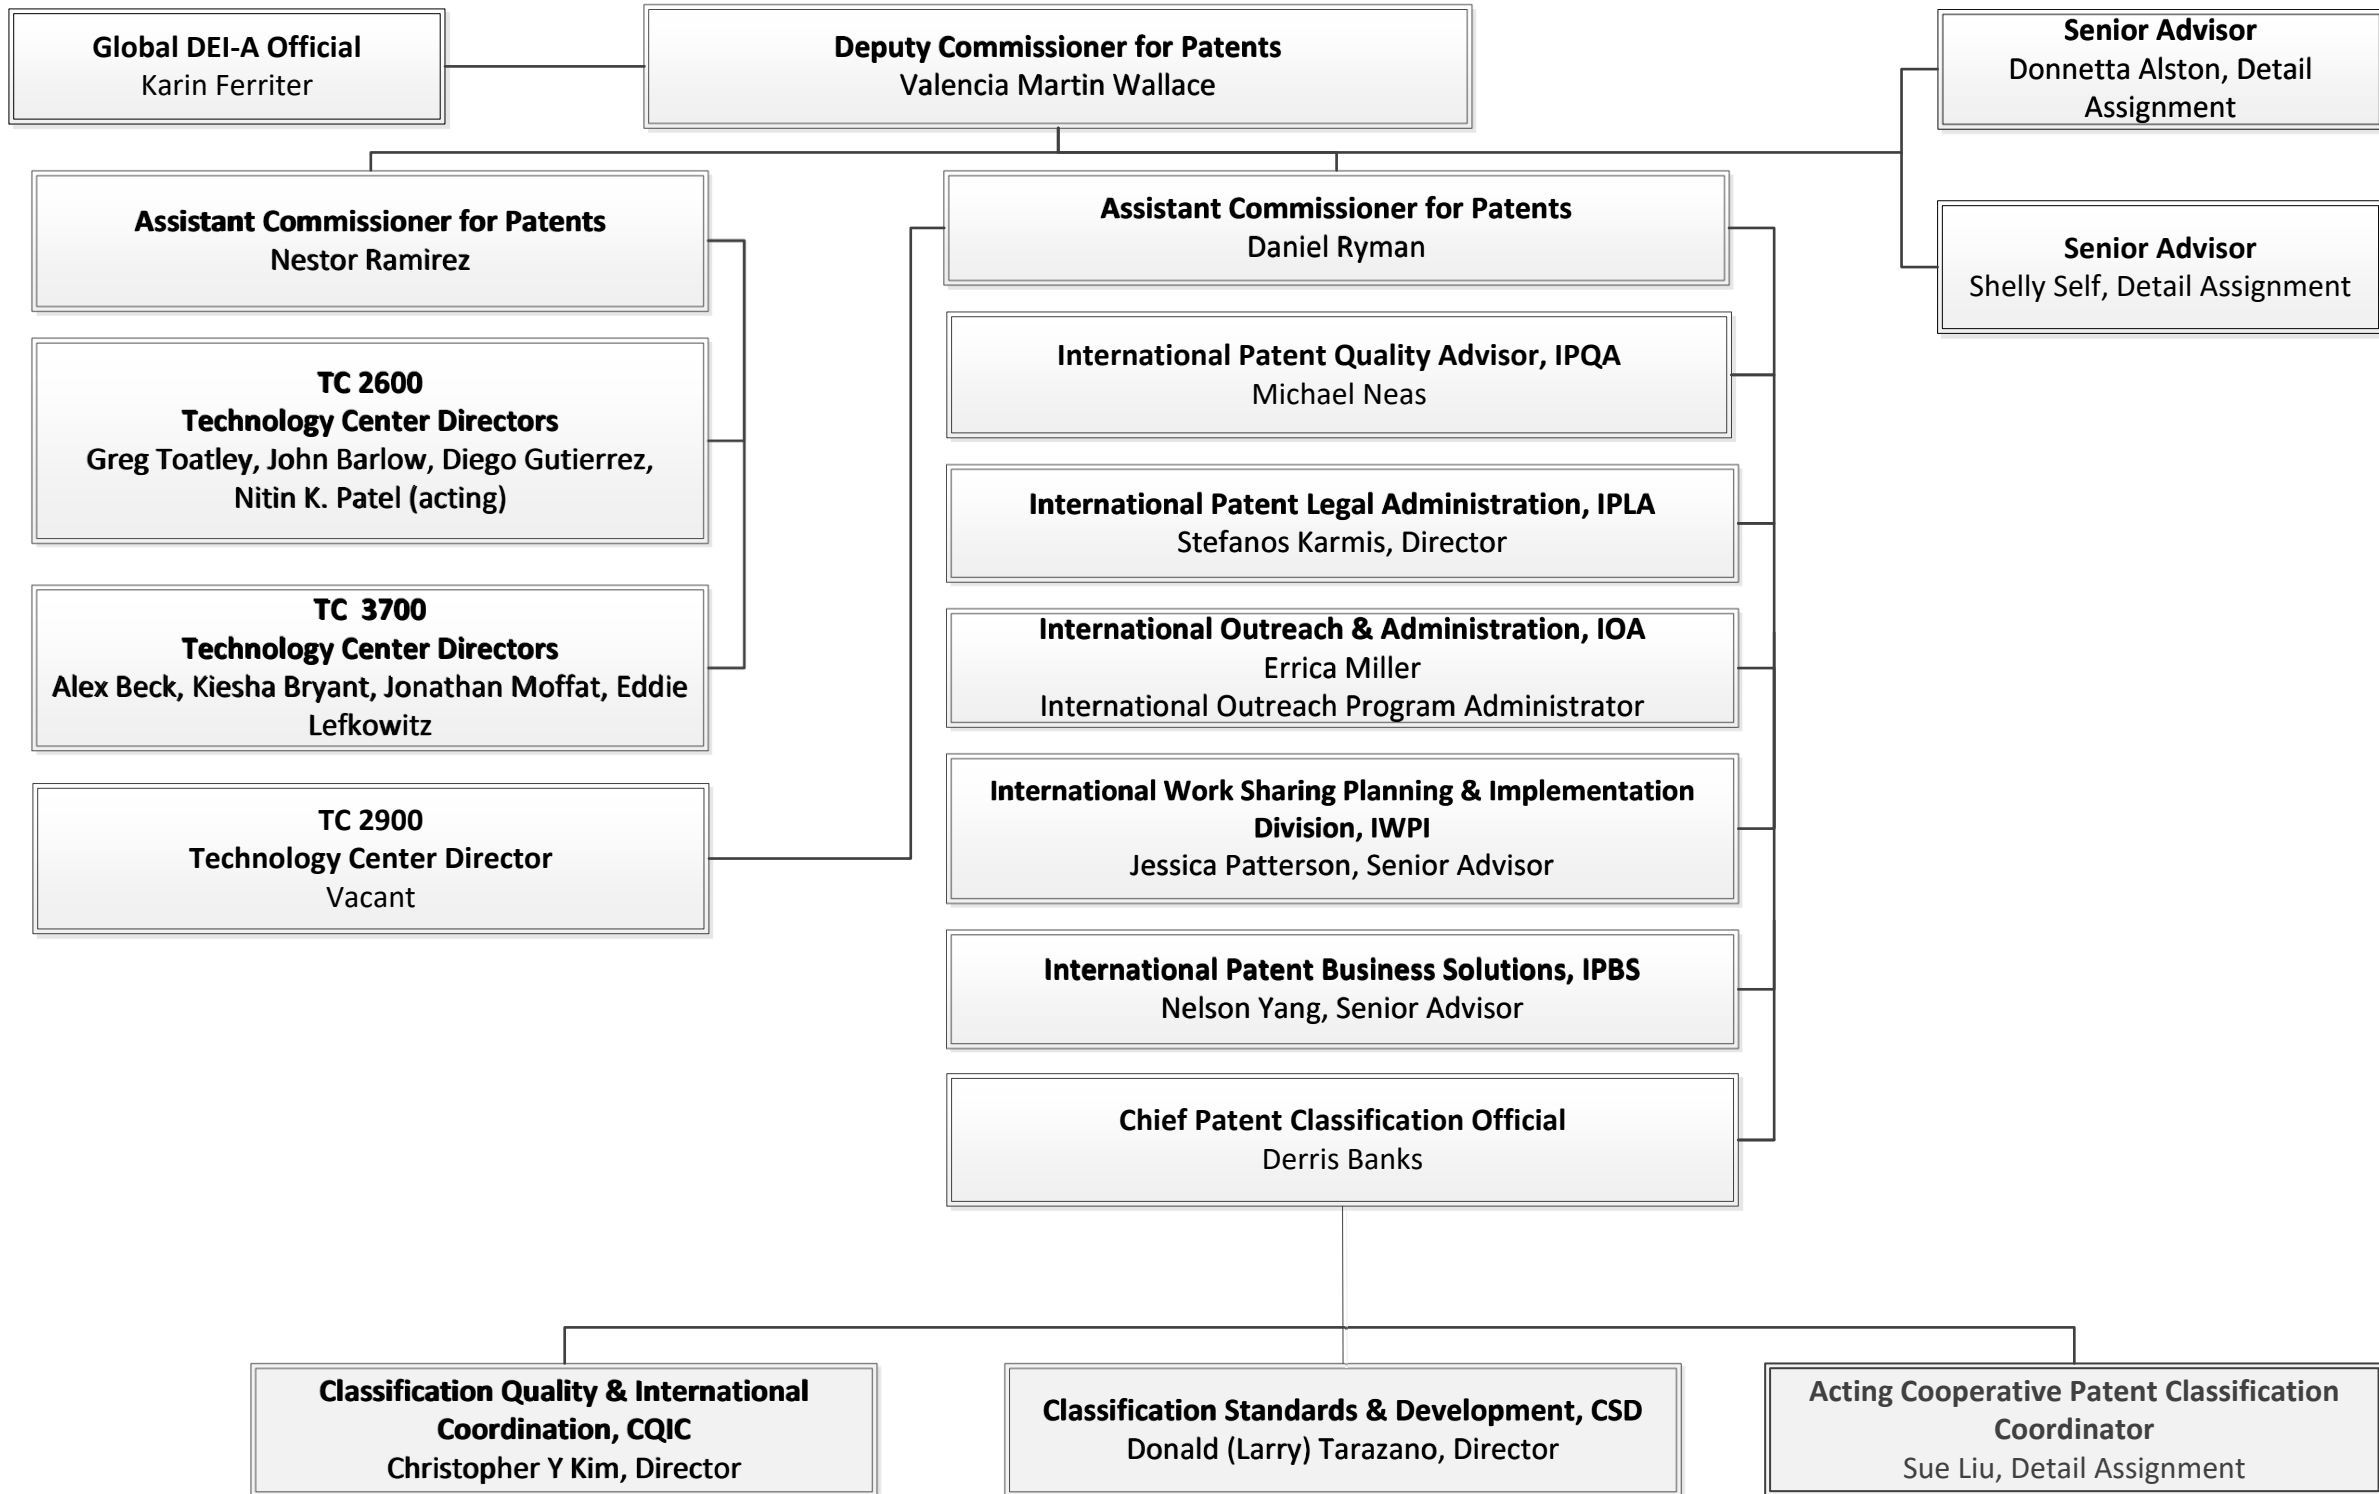 Global DEI-A Official
Karin Ferriter
Deputy Commissioner for Patents
Valencia Martin Wallace
Senior Advisor
Donnetta Alston, Detail
Assignment
Senior Advisor
Shelly Self, Detail Assignment
Assistant Commissioner for Patents
Nestor Ramirez
TC 2600
Technology Center Directors
Greg Toatley, John Barlow, Diego Gutierrez,
Nitin K. Patel (acting)
TC 3700
Technology Center Directors
Alex Beck, Kiesha Bryant, Jonathan Moffat, Eddie
Lefkowitz
TC 2900
Technology Center Director
Vacant
Assistant Commissioner for Patents
Daniel Ryman
International Patent Quality Advisor, IPQA
Michael Neas
International Patent Legal Administration, IPLA
Stefanos Karmis, Director
International Outreach & Administration, IOA
Errica Miller
International Outreach Program Administrator
International Work Sharing Planning & Implementation
Division, IWPI
Jessica Patterson, Senior Advisor
International Patent Business Solutions, IPBS
Nelson Yang, Senior Advisor
Chief Patent Classification Official
Derris Banks
Classification Quality & International
Coordination, CQIC
Christopher Y Kim, Director
Classification Standards & Development, CSD
Donald (Larry) Tarazano, Director
Acting Cooperative Patent Classification
Coordinator
Sue Liu, Detail Assignment